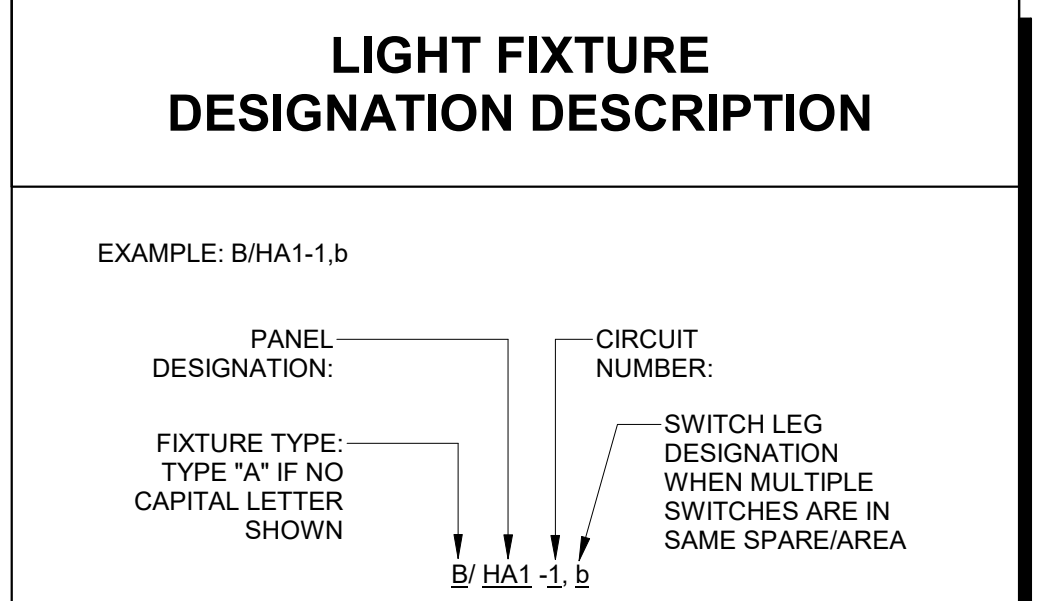 LIGHT FIXTURE
DESIGNATION DESCRIPTION
EXAMPLE: B/HA1-1,b
PANEL
DESIGNATION:
CIRCUIT
NUMBER:
FIXTURE TYPE:
TYPE "A" IF NO
CAPITAL LETTER
SHOWN
SWITCH LEG
DESIGNATION
WHEN MULTIPLE
SWITCHES ARE IN
SAME SPARE/AREA
B/ HA1 -1, b